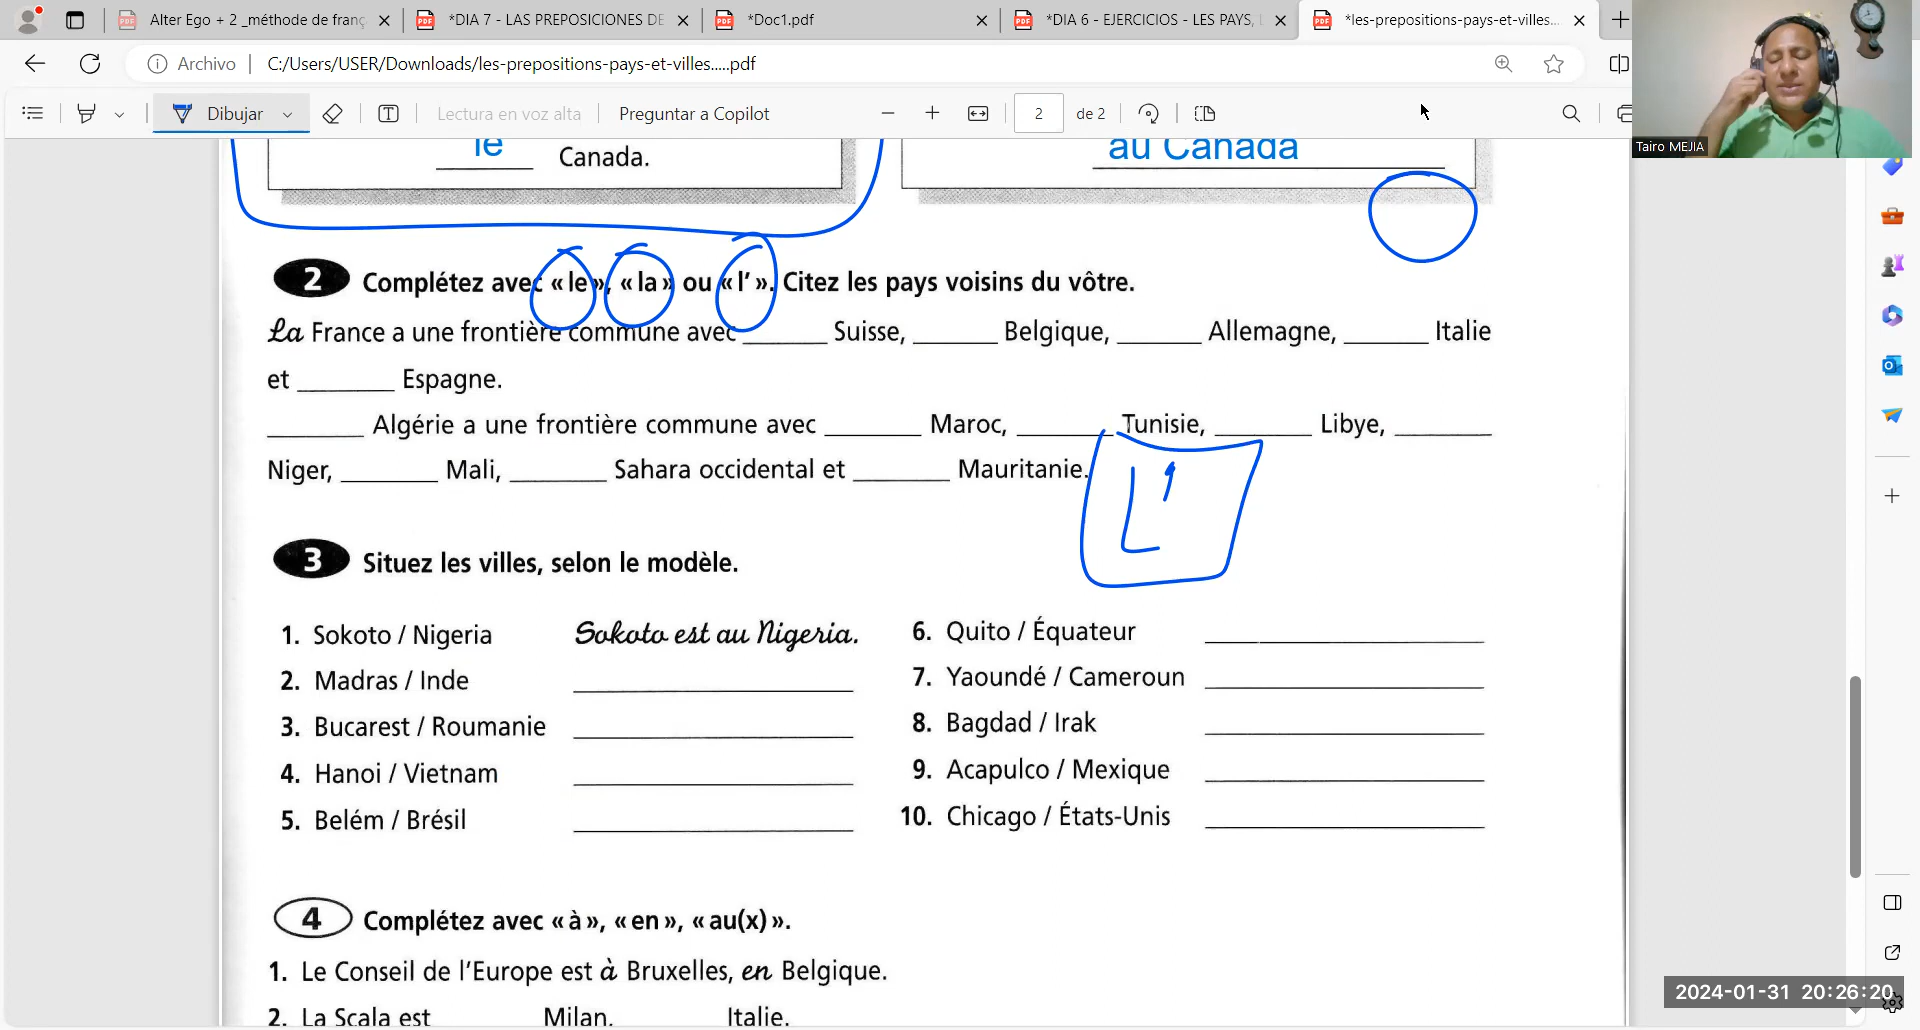 Alter Ego + 2 _méthode de franç
*DIA 7 - LAS PREPOSICIONES DE
*Doc1.pdf
*DIA 6 - EJERCICIOS - LES PAYS, L
*les-prepositions-pays-et-villes...
Archivo
C:/Users/USER/Downloads/les-prepositions-pays-et-villes.....pdf
Dibujar
Lectura en voz alta
Preguntar a Copilot
2 de 2
Tairo MEJIA
le Canada.
au Canada
2 Complétez avec « le », « la » ou « l' ». Citez les pays voisins du vôtre.
La France a une frontière commune avec ______ Suisse, ______ Belgique, ______ Allemagne, ______ Italie
et ______ Espagne.
______ Algérie a une frontière commune avec ______ Maroc, ______ Tunisie, ______ Libye, ______
Niger, ______ Mali, ______ Sahara occidental et ______ Mauritanie.
L'
3 Situez les villes, selon le modèle.
1. Sokoto / Nigeria Sokoto est au Nigeria.
2. Madras / Inde
3. Bucarest / Roumanie
4. Hanoi / Vietnam
5. Belém / Brésil
6. Quito / Équateur
7. Yaoundé / Cameroun
8. Bagdad / Irak
9. Acapulco / Mexique
10. Chicago / États-Unis
4 Complétez avec « à », « en », « au(x) ».
1. Le Conseil de l'Europe est à Bruxelles, en Belgique.
2. La Scala est ______ Milan, ______ Italie.
2024-01-31 20:26:20